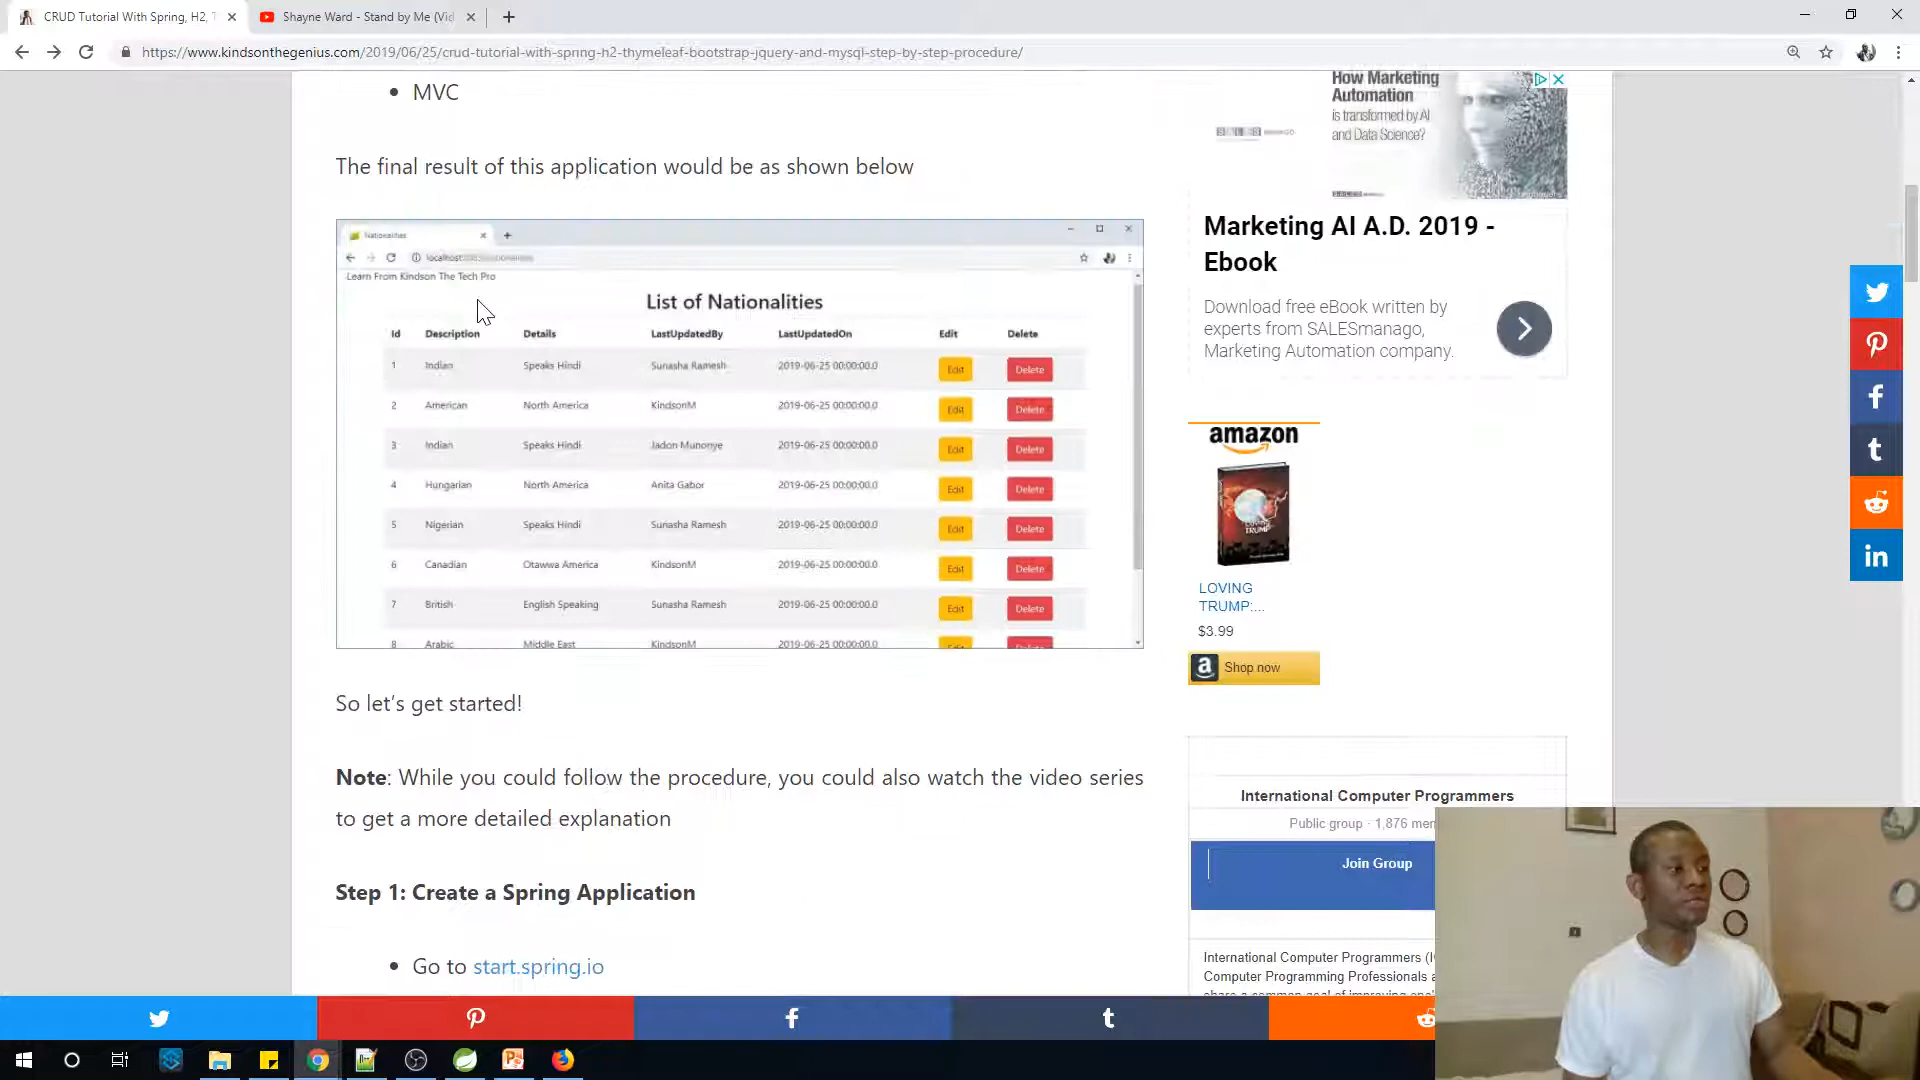 CRUD Tutorial With Spring, H2, T
Shayne Ward - Stand by Me (Vid
https://www.kindsonthegenius.com/2019/06/25/crud-tutorial-with-spring-h2-thymeleaf-bootstrap-jquery-and-mysql-step-by-step-procedure/
MVC
The final result of this application would be as shown below
Nationalities
Learn From Kindson The Tech Pro
List of Nationalities
Id Description Details LastUpdatedBy LastUpdatedOn Edit Delete
1 Indian Speaks Hindi Sunasha Ramesh 2019-06-25 00:00:00.0 Edit Delete
2 American North America KindsonM 2019-06-25 00:00:00.0 Edit Delete
3 Indian Speaks Hindi Jadon Munonye 2019-06-25 00:00:00.0 Edit Delete
4 Hungarian North America Anita Gabor 2019-06-25 00:00:00.0 Edit Delete
5 Nigerian Speaks Hindi Sunasha Ramesh 2019-06-25 00:00:00.0 Edit Delete
6 Canadian Otawwa America KindsonM 2019-06-25 00:00:00.0 Edit Delete
7 British English Speaking Sunasha Ramesh 2019-06-25 00:00:00.0 Edit Delete
8 Arabic Middle East KindsonM 2019-06-25 00:00:00.0 Edit Delete
So let's get started!
Note: While you could follow the procedure, you could also watch the video series
to get a more detailed explanation
Step 1: Create a Spring Application
Go to start.spring.io
How Marketing
Automation
is transformed by AI
and Data Science?
Marketing AI A.D. 2019 -
Ebook
Download free eBook written by
experts from SALESmanago,
Marketing Automation company.
amazon
LOVING
TRUMP
LOVING
TRUMP:...
$3.99
Shop now
International Computer Programmers
Public group · 1,876 mem
Join Group
International Computer Programmers (I
Computer Programming Professionals a
share a common goal of improving one'